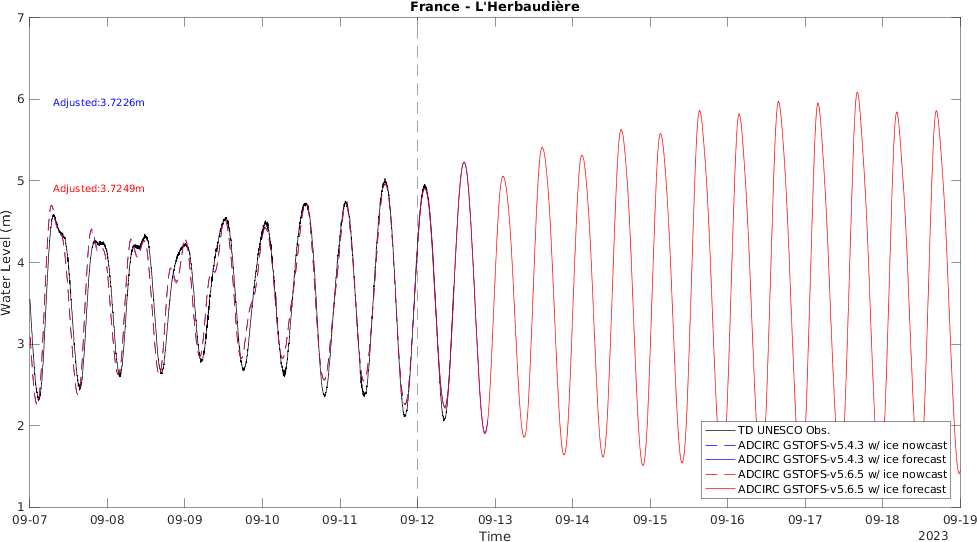 France - L'Herbaudière
7
6
5
4
3
2
1
Water Level (m)
Adjusted:3.7226m
Adjusted:3.7249m
TD UNESCO Obs.
ADCIRC GSTOFS-v5.4.3 w/ ice nowcast
ADCIRC GSTOFS-v5.4.3 w/ ice forecast
ADCIRC GSTOFS-v5.6.5 w/ ice nowcast
ADCIRC GSTOFS-v5.6.5 w/ ice forecast
09-07 09-08 09-09 09-10 09-11 09-12 09-13 09-14 09-15 09-16 09-17 09-18 09-19
Time
2023